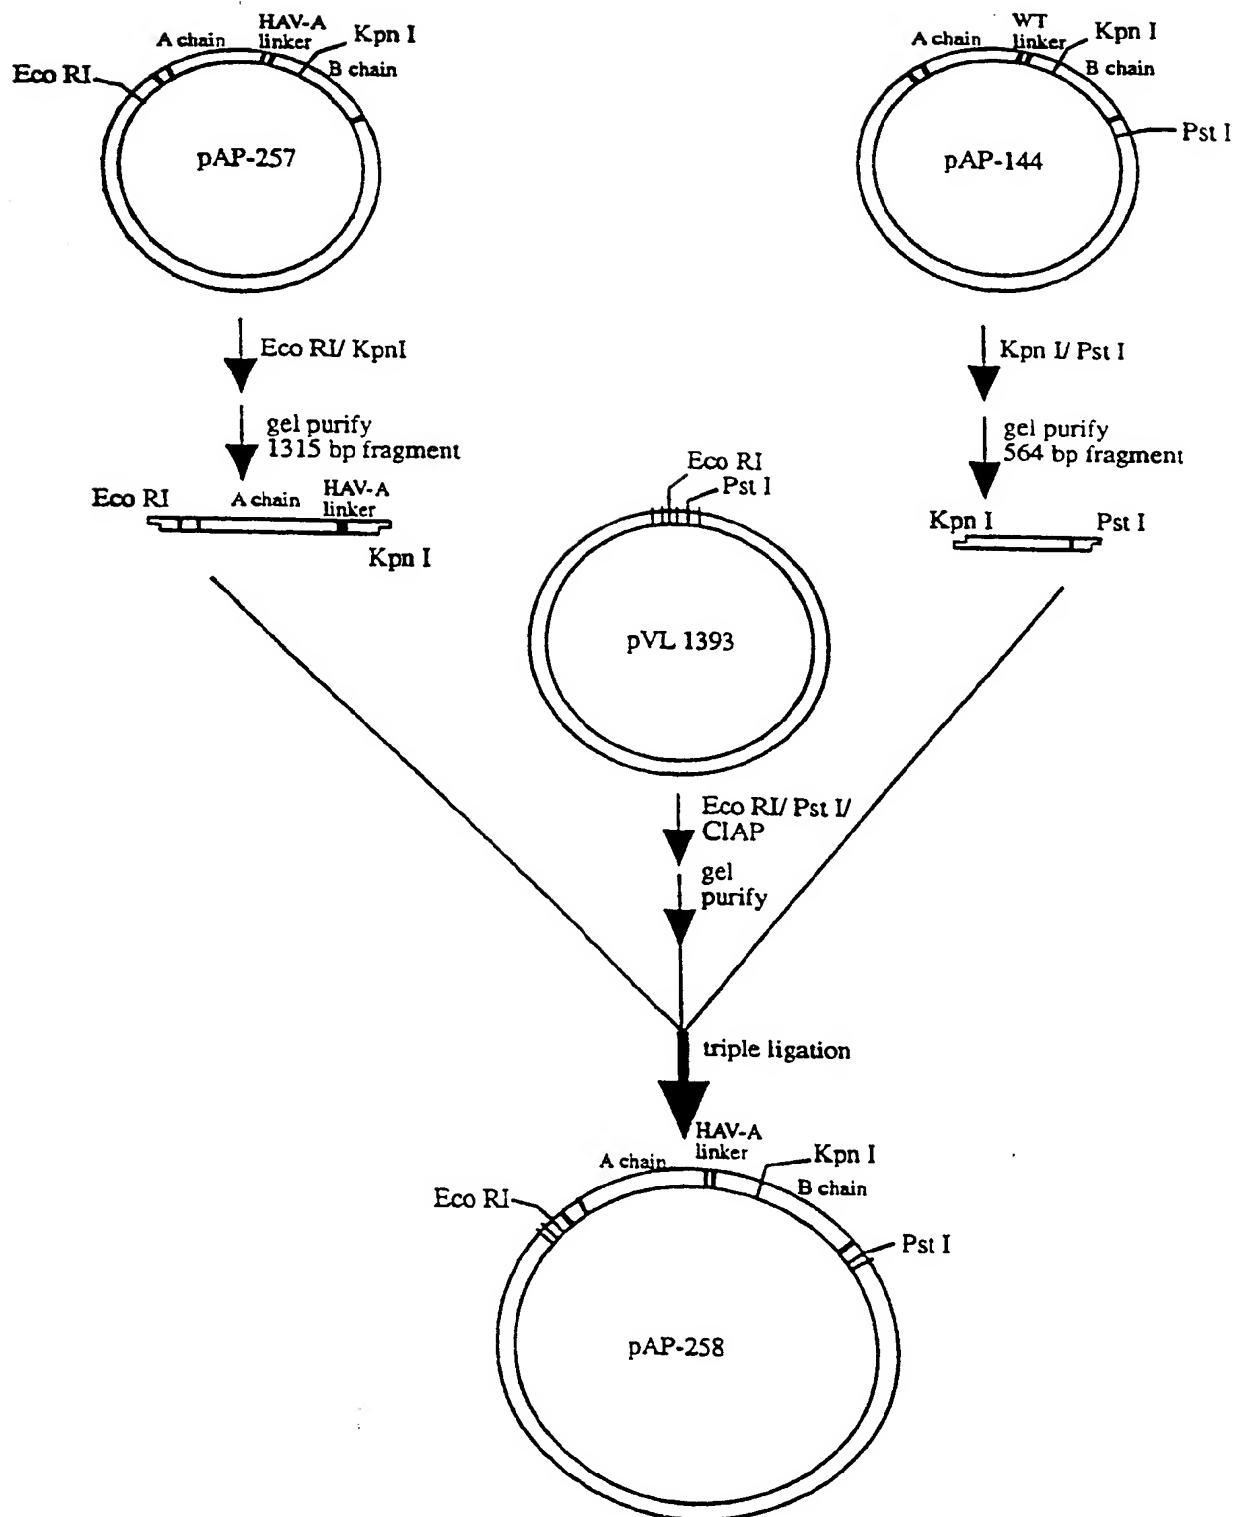 HAV-A
linker
A chain
Kpn I
B chain
Eco RI
pAP-257
WT
linker
A chain
Kpn I
B chain
Pst I
pAP-144
Eco RI/ KpnI
gel purify
1315 bp fragment
Kpn I/ Pst I
gel purify
564 bp fragment
Eco RI
A chain
HAV-A
linker
Kpn I
Eco RI
Pst I
pVL 1393
Kpn I
Pst I
Eco RI/ Pst I/
CIAP
gel
purify
triple ligation
HAV-A
linker
A chain
Kpn I
B chain
Eco RI
Pst I
pAP-258